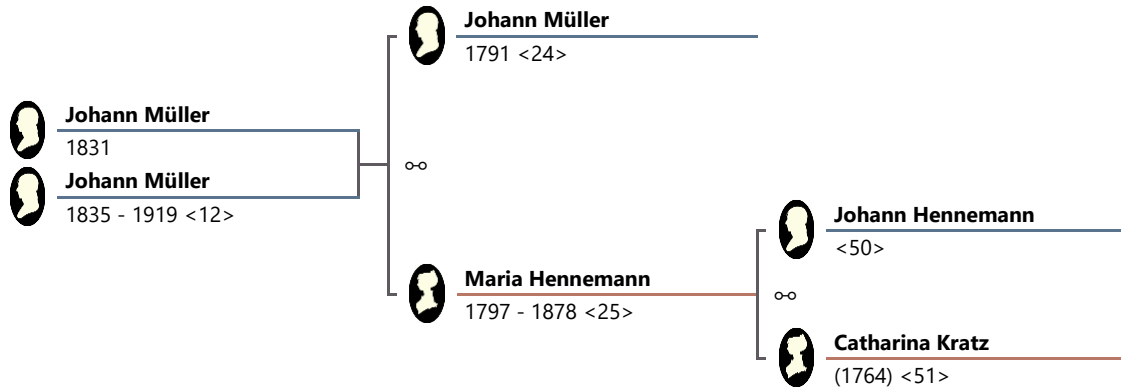 Johann Müller
1791 <24>
Johann Müller
1831
Johann Müller
1835 - 1919 <12>
Johann Hennemann
<50>
Maria Hennemann
1797 - 1878 <25>
Catharina Kratz
(1764) <51>